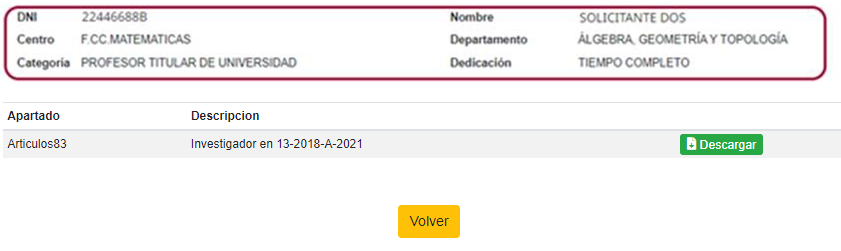 DNI 22446688B Nombre SOLICITANTE DOS
Centro F.CC.MATEMATICAS Departamento ÁLGEBRA, GEOMETRÍA Y TOPOLOGÍA
Categoría PROFESOR TITULAR DE UNIVERSIDAD Dedicación TIEMPO COMPLETO
Apartado Descripcion
Articulos83 Investigador en 13-2018-A-2021 Descargar
Volver